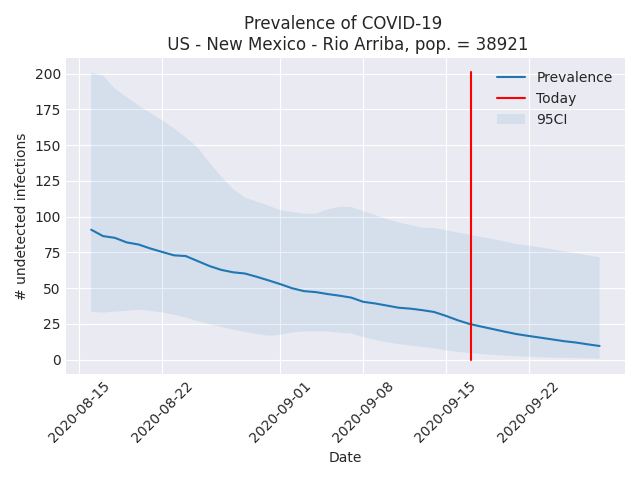 Prevalence of COVID-19
US - New Mexico - Rio Arriba, pop. = 38921
200
175
150
125
100
75
50
25
0
# undetected infections
Prevalence
Today
95CI
2020-08-15
2020-08-22
2020-09-01
2020-09-08
2020-09-15
2020-09-22
Date